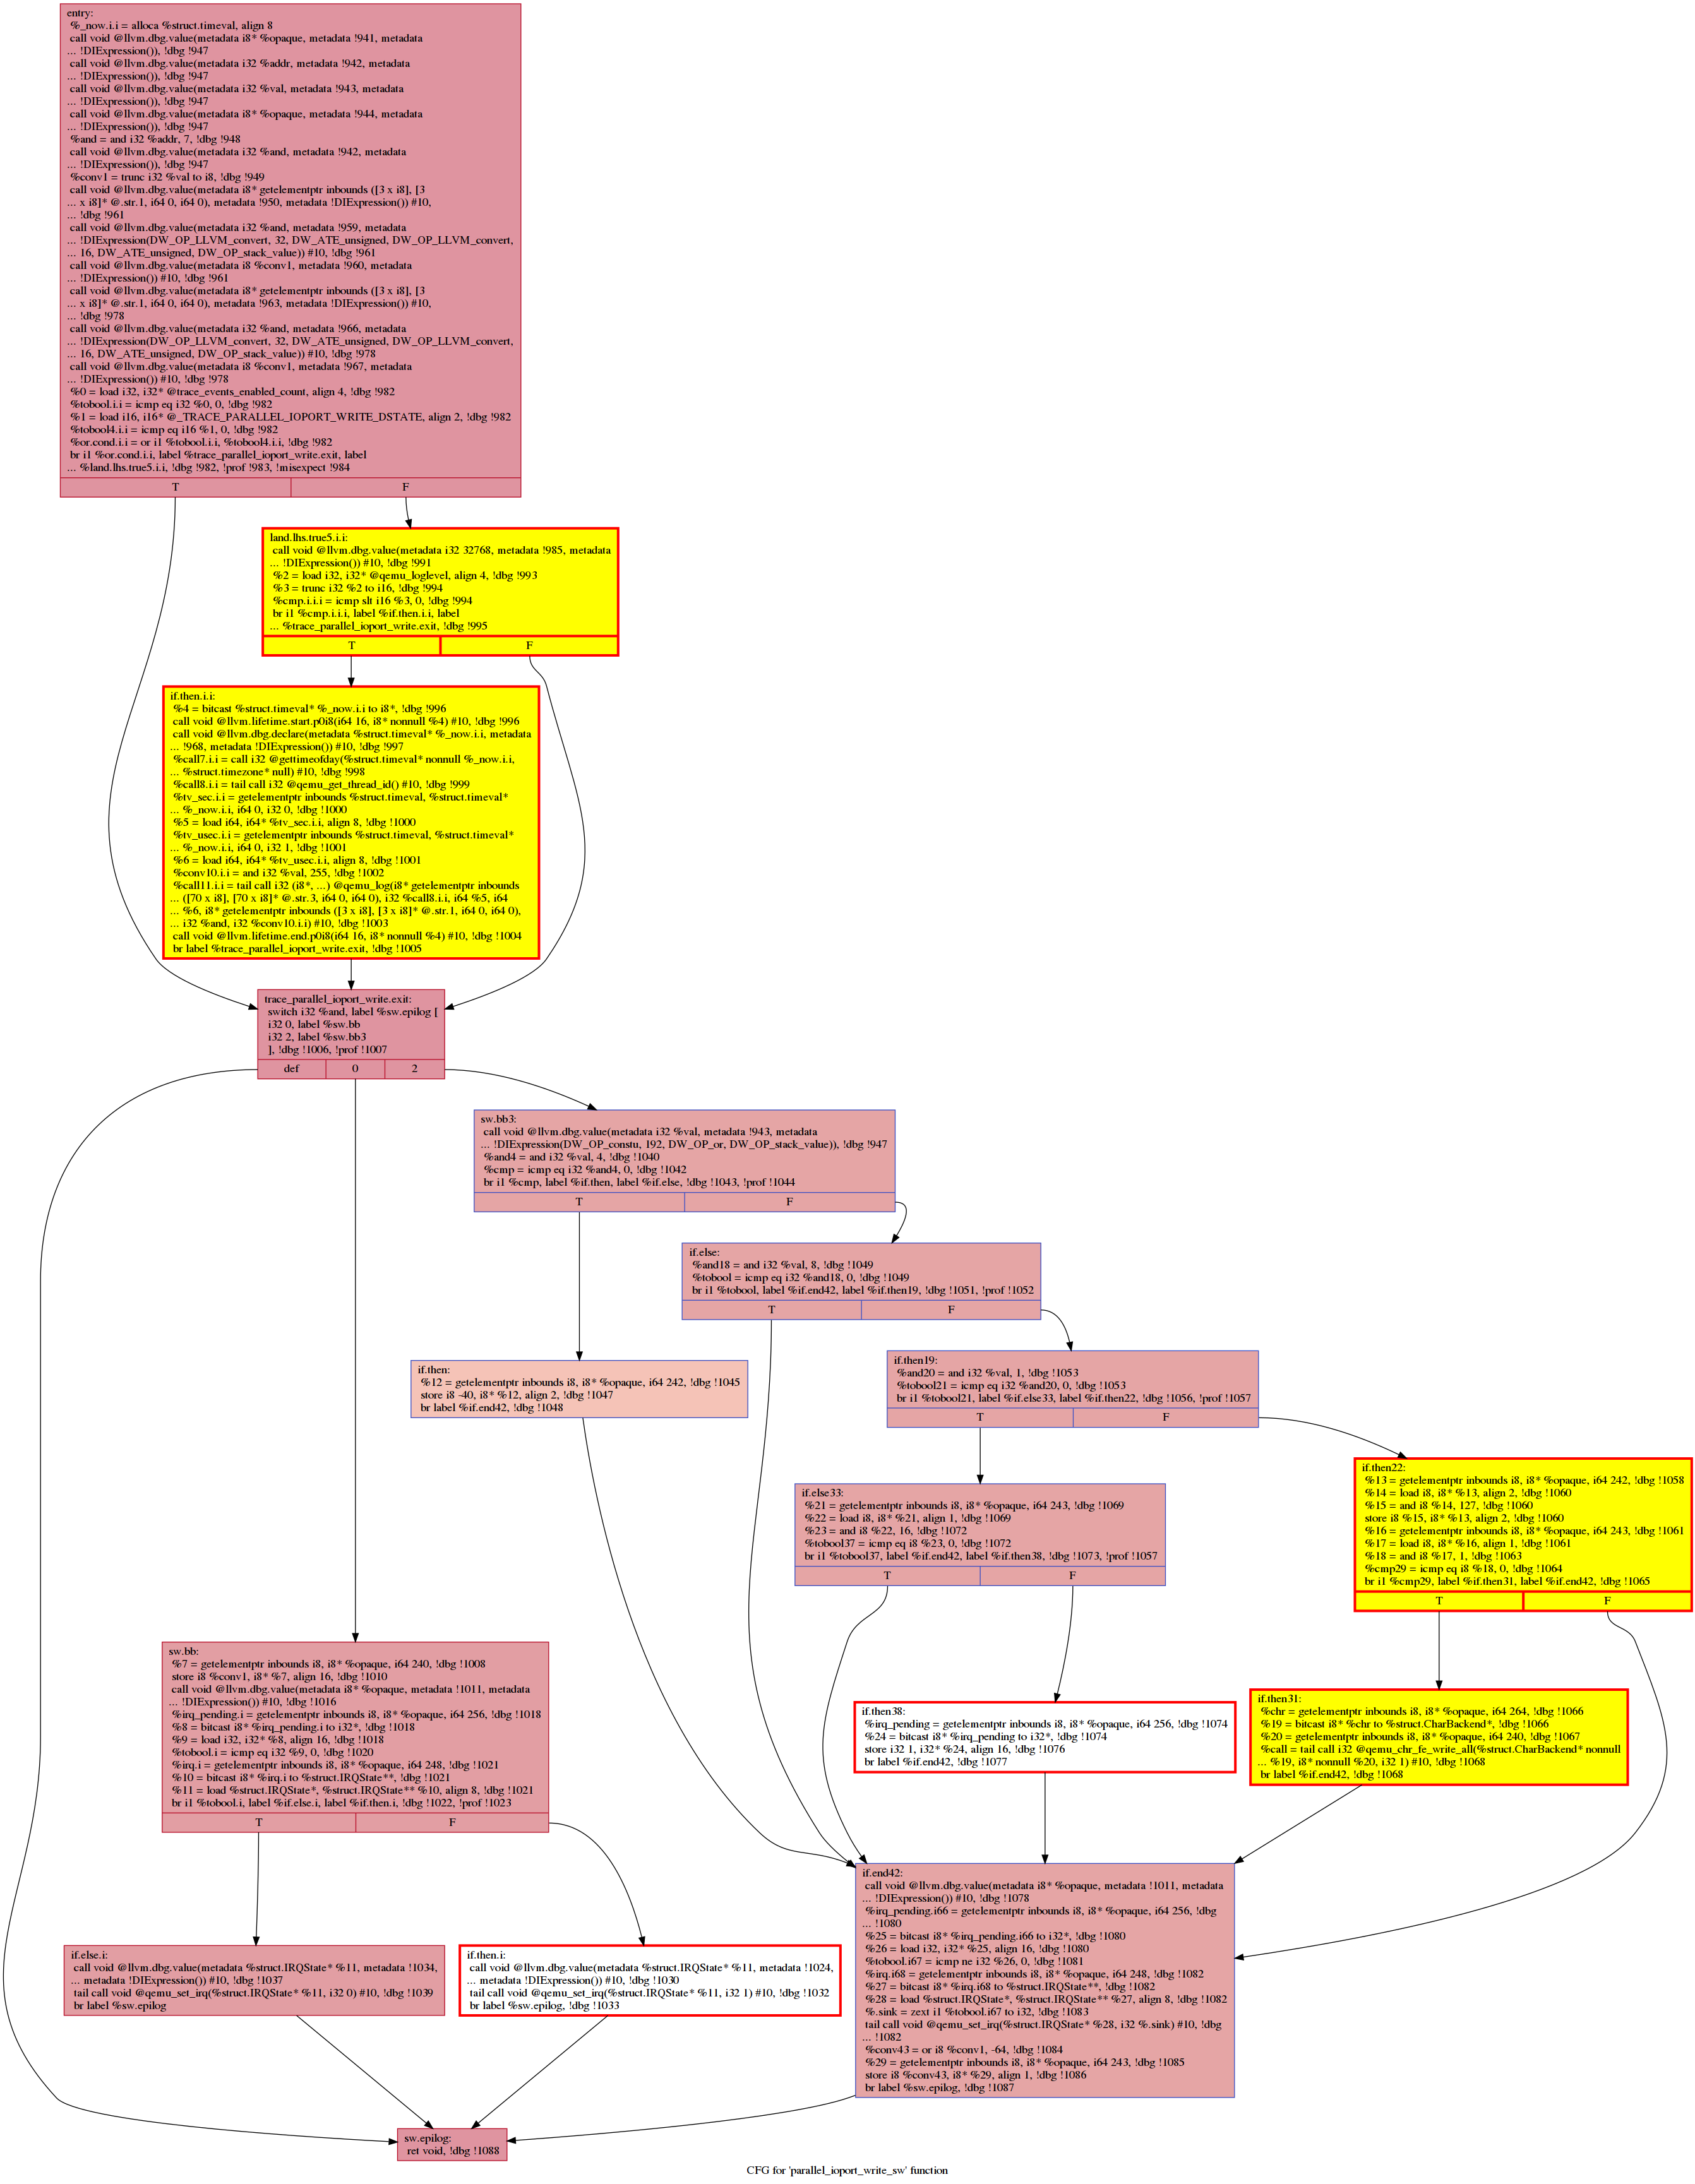 entry:
%_now.i.i = alloca %struct.timeval, align 8
call void @llvm.dbg.value(metadata i8* %opaque, metadata !941, metadata
... !DIExpression()), !dbg !947
call void @llvm.dbg.value(metadata i32 %addr, metadata !942, metadata
... !DIExpression()), !dbg !947
call void @llvm.dbg.value(metadata i32 %val, metadata !943, metadata
... !DIExpression()), !dbg !947
call void @llvm.dbg.value(metadata i8* %opaque, metadata !944, metadata
... !DIExpression()), !dbg !947
%and = and i32 %addr, 7, !dbg !948
call void @llvm.dbg.value(metadata i32 %and, metadata !942, metadata
... !DIExpression()), !dbg !947
%conv1 = trunc i32 %val to i8, !dbg !949
call void @llvm.dbg.value(metadata i8* getelementptr inbounds ([3 x i8], [3
... x i8]* @.str.1, i64 0, i64 0), metadata !950, metadata !DIExpression()) #10,
... !dbg !961
call void @llvm.dbg.value(metadata i32 %and, metadata !959, metadata
... !DIExpression(DW_OP_LLVM_convert, 32, DW_ATE_unsigned, DW_OP_LLVM_convert,
... 16, DW_ATE_unsigned, DW_OP_stack_value)) #10, !dbg !961
call void @llvm.dbg.value(metadata i8 %conv1, metadata !960, metadata
... !DIExpression()) #10, !dbg !961
call void @llvm.dbg.value(metadata i8* getelementptr inbounds ([3 x i8], [3
... x i8]* @.str.1, i64 0, i64 0), metadata !963, metadata !DIExpression()) #10,
... !dbg !978
call void @llvm.dbg.value(metadata i32 %and, metadata !966, metadata
... !DIExpression(DW_OP_LLVM_convert, 32, DW_ATE_unsigned, DW_OP_LLVM_convert,
... 16, DW_ATE_unsigned, DW_OP_stack_value)) #10, !dbg !978
call void @llvm.dbg.value(metadata i8 %conv1, metadata !967, metadata
... !DIExpression()) #10, !dbg !978
%0 = load i32, i32* @trace_events_enabled_count, align 4, !dbg !982
%tobool.i.i = icmp eq i32 %0, 0, !dbg !982
%1 = load i16, i16* @_TRACE_PARALLEL_IOPORT_WRITE_DSTATE, align 2, !dbg !982
%tobool4.i.i = icmp eq i16 %1, 0, !dbg !982
%or.cond.i.i = or i1 %tobool.i.i, %tobool4.i.i, !dbg !982
br i1 %or.cond.i.i, label %trace_parallel_ioport_write.exit, label
... %land.lhs.true5.i.i, !dbg !982, !prof !983, !misexpect !984
T F
land.lhs.true5.i.i:
call void @llvm.dbg.value(metadata i32 32768, metadata !985, metadata
... !DIExpression()) #10, !dbg !991
%2 = load i32, i32* @qemu_loglevel, align 4, !dbg !993
%3 = trunc i32 %2 to i16, !dbg !994
%cmp.i.i.i = icmp slt i16 %3, 0, !dbg !994
br i1 %cmp.i.i.i, label %if.then.i.i, label
... %trace_parallel_ioport_write.exit, !dbg !995
T F
if.then.i.i:
%4 = bitcast %struct.timeval* %_now.i.i to i8*, !dbg !996
call void @llvm.lifetime.start.p0i8(i64 16, i8* nonnull %4) #10, !dbg !996
call void @llvm.dbg.declare(metadata %struct.timeval* %_now.i.i, metadata
... !968, metadata !DIExpression()) #10, !dbg !997
%call7.i.i = call i32 @gettimeofday(%struct.timeval* nonnull %_now.i.i,
... %struct.timezone* null) #10, !dbg !998
%call8.i.i = tail call i32 @qemu_get_thread_id() #10, !dbg !999
%tv_sec.i.i = getelementptr inbounds %struct.timeval, %struct.timeval*
... %_now.i.i, i64 0, i32 0, !dbg !1000
%5 = load i64, i64* %tv_sec.i.i, align 8, !dbg !1000
%tv_usec.i.i = getelementptr inbounds %struct.timeval, %struct.timeval*
... %_now.i.i, i64 0, i32 1, !dbg !1001
%6 = load i64, i64* %tv_usec.i.i, align 8, !dbg !1001
%conv10.i.i = and i32 %val, 255, !dbg !1002
%call11.i.i = tail call i32 (i8*, ...) @qemu_log(i8* getelementptr inbounds
... ([70 x i8], [70 x i8]* @.str.3, i64 0, i64 0), i32 %call8.i.i, i64 %5, i64
... %6, i8* getelementptr inbounds ([3 x i8], [3 x i8]* @.str.1, i64 0, i64 0),
... i32 %and, i32 %conv10.i.i) #10, !dbg !1003
call void @llvm.lifetime.end.p0i8(i64 16, i8* nonnull %4) #10, !dbg !1004
br label %trace_parallel_ioport_write.exit, !dbg !1005
trace_parallel_ioport_write.exit:
switch i32 %and, label %sw.epilog [
i32 0, label %sw.bb
i32 2, label %sw.bb3
], !dbg !1006, !prof !1007
def 0 2
sw.bb3:
call void @llvm.dbg.value(metadata i32 %val, metadata !943, metadata
... !DIExpression(DW_OP_constu, 192, DW_OP_or, DW_OP_stack_value)), !dbg !947
%and4 = and i32 %val, 4, !dbg !1040
%cmp = icmp eq i32 %and4, 0, !dbg !1042
br i1 %cmp, label %if.then, label %if.else, !dbg !1043, !prof !1044
T F
if.else:
%and18 = and i32 %val, 8, !dbg !1049
%tobool = icmp eq i32 %and18, 0, !dbg !1049
br i1 %tobool, label %if.end42, label %if.then19, !dbg !1051, !prof !1052
T F
if.then:
%12 = getelementptr inbounds i8, i8* %opaque, i64 242, !dbg !1045
store i8 -40, i8* %12, align 2, !dbg !1047
br label %if.end42, !dbg !1048
if.then19:
%and20 = and i32 %val, 1, !dbg !1053
%tobool21 = icmp eq i32 %and20, 0, !dbg !1053
br i1 %tobool21, label %if.else33, label %if.then22, !dbg !1056, !prof !1057
T F
if.then22:
%13 = getelementptr inbounds i8, i8* %opaque, i64 242, !dbg !1058
%14 = load i8, i8* %13, align 2, !dbg !1060
%15 = and i8 %14, 127, !dbg !1060
store i8 %15, i8* %13, align 2, !dbg !1060
%16 = getelementptr inbounds i8, i8* %opaque, i64 243, !dbg !1061
%17 = load i8, i8* %16, align 1, !dbg !1061
%18 = and i8 %17, 1, !dbg !1063
%cmp29 = icmp eq i8 %18, 0, !dbg !1064
br i1 %cmp29, label %if.then31, label %if.end42, !dbg !1065
T F
if.else33:
%21 = getelementptr inbounds i8, i8* %opaque, i64 243, !dbg !1069
%22 = load i8, i8* %21, align 1, !dbg !1069
%23 = and i8 %22, 16, !dbg !1072
%tobool37 = icmp eq i8 %23, 0, !dbg !1072
br i1 %tobool37, label %if.end42, label %if.then38, !dbg !1073, !prof !1057
T F
sw.bb:
%7 = getelementptr inbounds i8, i8* %opaque, i64 240, !dbg !1008
store i8 %conv1, i8* %7, align 16, !dbg !1010
call void @llvm.dbg.value(metadata i8* %opaque, metadata !1011, metadata
... !DIExpression()) #10, !dbg !1016
%irq_pending.i = getelementptr inbounds i8, i8* %opaque, i64 256, !dbg !1018
%8 = bitcast i8* %irq_pending.i to i32*, !dbg !1018
%9 = load i32, i32* %8, align 16, !dbg !1018
%tobool.i = icmp eq i32 %9, 0, !dbg !1020
%irq.i = getelementptr inbounds i8, i8* %opaque, i64 248, !dbg !1021
%10 = bitcast i8* %irq.i to %struct.IRQState**, !dbg !1021
%11 = load %struct.IRQState*, %struct.IRQState** %10, align 8, !dbg !1021
br i1 %tobool.i, label %if.else.i, label %if.then.i, !dbg !1022, !prof !1023
T F
if.then38:
%irq_pending = getelementptr inbounds i8, i8* %opaque, i64 256, !dbg !1074
%24 = bitcast i8* %irq_pending to i32*, !dbg !1074
store i32 1, i32* %24, align 16, !dbg !1076
br label %if.end42, !dbg !1077
if.then31:
%chr = getelementptr inbounds i8, i8* %opaque, i64 264, !dbg !1066
%19 = bitcast i8* %chr to %struct.CharBackend*, !dbg !1066
%20 = getelementptr inbounds i8, i8* %opaque, i64 240, !dbg !1067
%call = tail call i32 @qemu_chr_fe_write_all(%struct.CharBackend* nonnull
... %19, i8* nonnull %20, i32 1) #10, !dbg !1068
br label %if.end42, !dbg !1068
if.end42:
call void @llvm.dbg.value(metadata i8* %opaque, metadata !1011, metadata
... !DIExpression()) #10, !dbg !1078
%irq_pending.i66 = getelementptr inbounds i8, i8* %opaque, i64 256, !dbg
... !1080
%25 = bitcast i8* %irq_pending.i66 to i32*, !dbg !1080
%26 = load i32, i32* %25, align 16, !dbg !1080
%tobool.i67 = icmp ne i32 %26, 0, !dbg !1081
%irq.i68 = getelementptr inbounds i8, i8* %opaque, i64 248, !dbg !1082
%27 = bitcast i8* %irq.i68 to %struct.IRQState**, !dbg !1082
%28 = load %struct.IRQState*, %struct.IRQState** %27, align 8, !dbg !1082
%.sink = zext i1 %tobool.i67 to i32, !dbg !1083
tail call void @qemu_set_irq(%struct.IRQState* %28, i32 %.sink) #10, !dbg
... !1082
%conv43 = or i8 %conv1, -64, !dbg !1084
%29 = getelementptr inbounds i8, i8* %opaque, i64 243, !dbg !1085
store i8 %conv43, i8* %29, align 1, !dbg !1086
br label %sw.epilog, !dbg !1087
if.else.i:
call void @llvm.dbg.value(metadata %struct.IRQState* %11, metadata !1034,
... metadata !DIExpression()) #10, !dbg !1037
tail call void @qemu_set_irq(%struct.IRQState* %11, i32 0) #10, !dbg !1039
br label %sw.epilog
if.then.i:
call void @llvm.dbg.value(metadata %struct.IRQState* %11, metadata !1024,
... metadata !DIExpression()) #10, !dbg !1030
tail call void @qemu_set_irq(%struct.IRQState* %11, i32 1) #10, !dbg !1032
br label %sw.epilog, !dbg !1033
sw.epilog:
ret void, !dbg !1088
CFG for 'parallel_ioport_write_sw' function